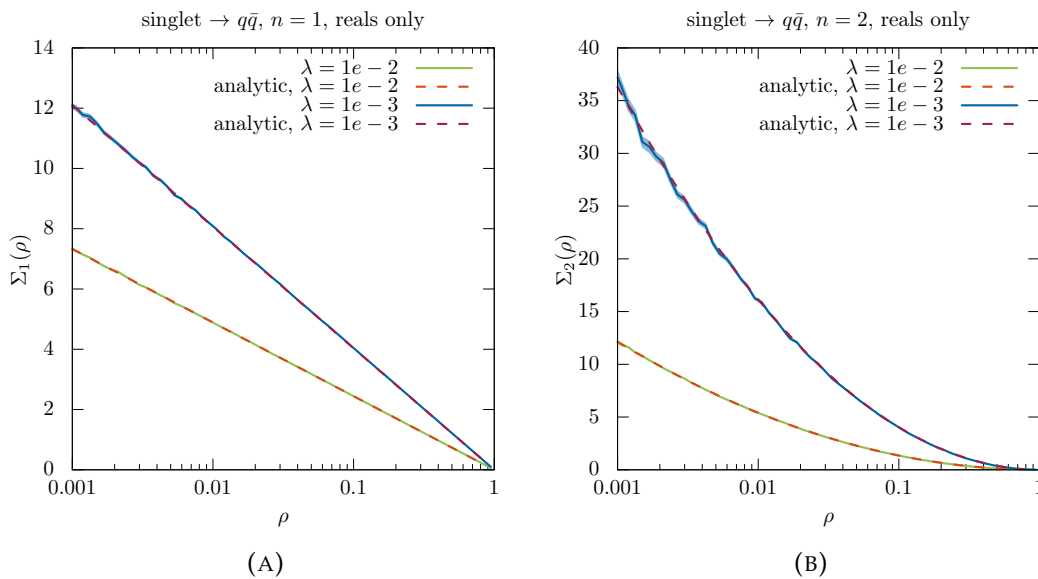 singlet → qq̄, n = 1, reals only
14
12
10
8
6
4
2
0
Σ₁(ρ)
λ = 1e − 2
analytic, λ = 1e − 2
λ = 1e − 3
analytic, λ = 1e − 3
0.001
0.01
0.1
1
ρ
(A)
singlet → qq̄, n = 2, reals only
40
35
30
25
20
15
10
5
0
Σ₂(ρ)
λ = 1e − 2
analytic, λ = 1e − 2
λ = 1e − 3
analytic, λ = 1e − 3
0.001
0.01
0.1
1
ρ
(B)